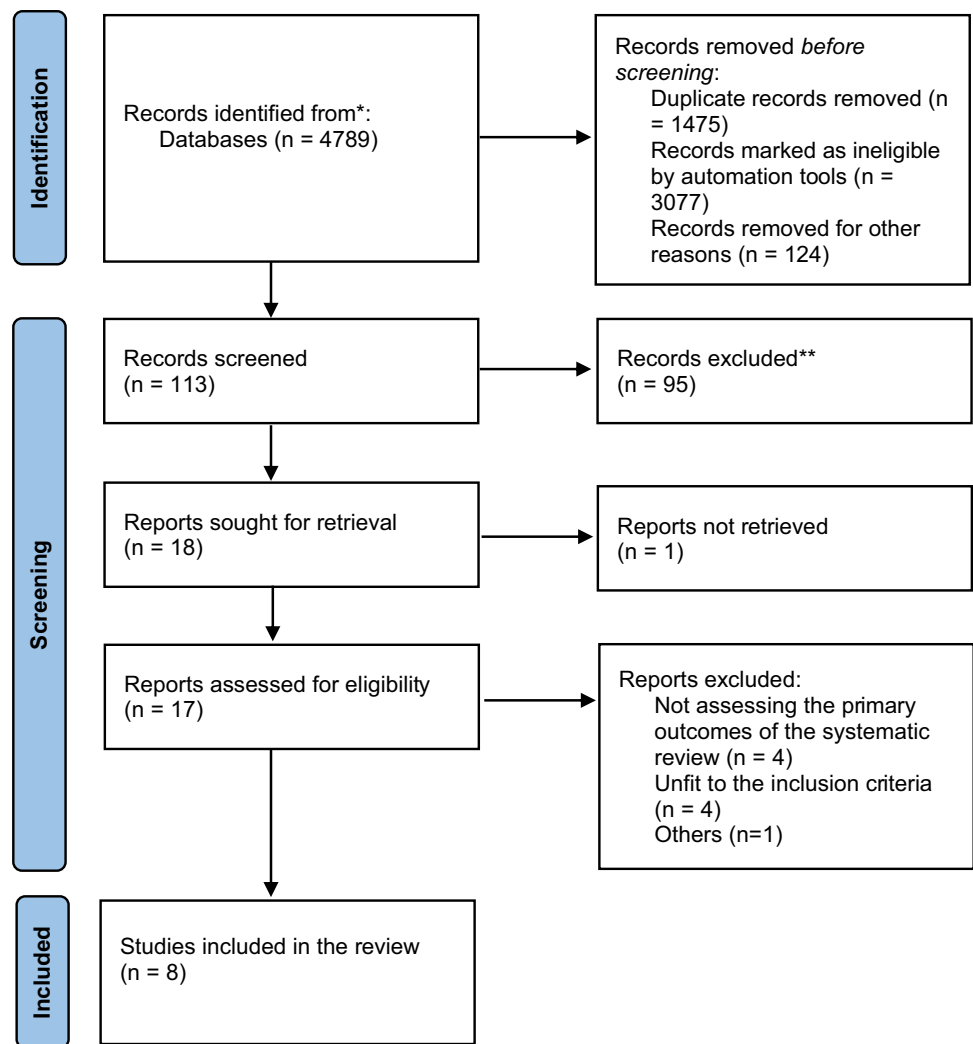 Identification
Records identified from*:
Databases (n = 4789)
Records removed before
screening:
Duplicate records removed (n
= 1475)
Records marked as ineligible
by automation tools (n =
3077)
Records removed for other
reasons (n = 124)
Screening
Records screened
(n = 113)
Records excluded**
(n = 95)
Reports sought for retrieval
(n = 18)
Reports not retrieved
(n = 1)
Reports assessed for eligibility
(n = 17)
Reports excluded:
Not assessing the primary
outcomes of the systematic
review (n = 4)
Unfit to the inclusion criteria
(n = 4)
Others (n=1)
Included
Studies included in the review
(n = 8)